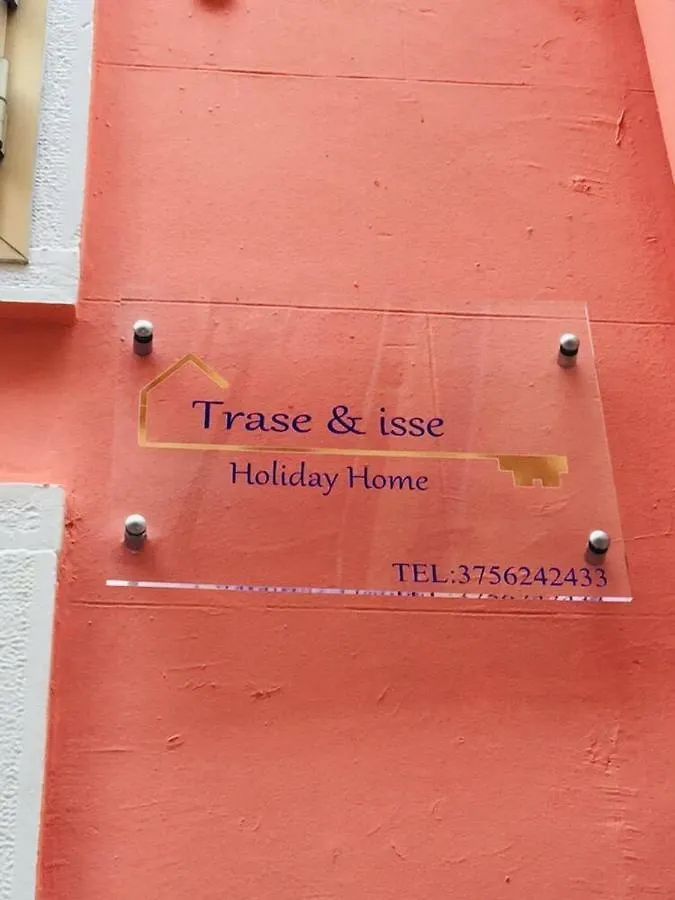 Trase & isse
Holiday Home
TEL:3756242433